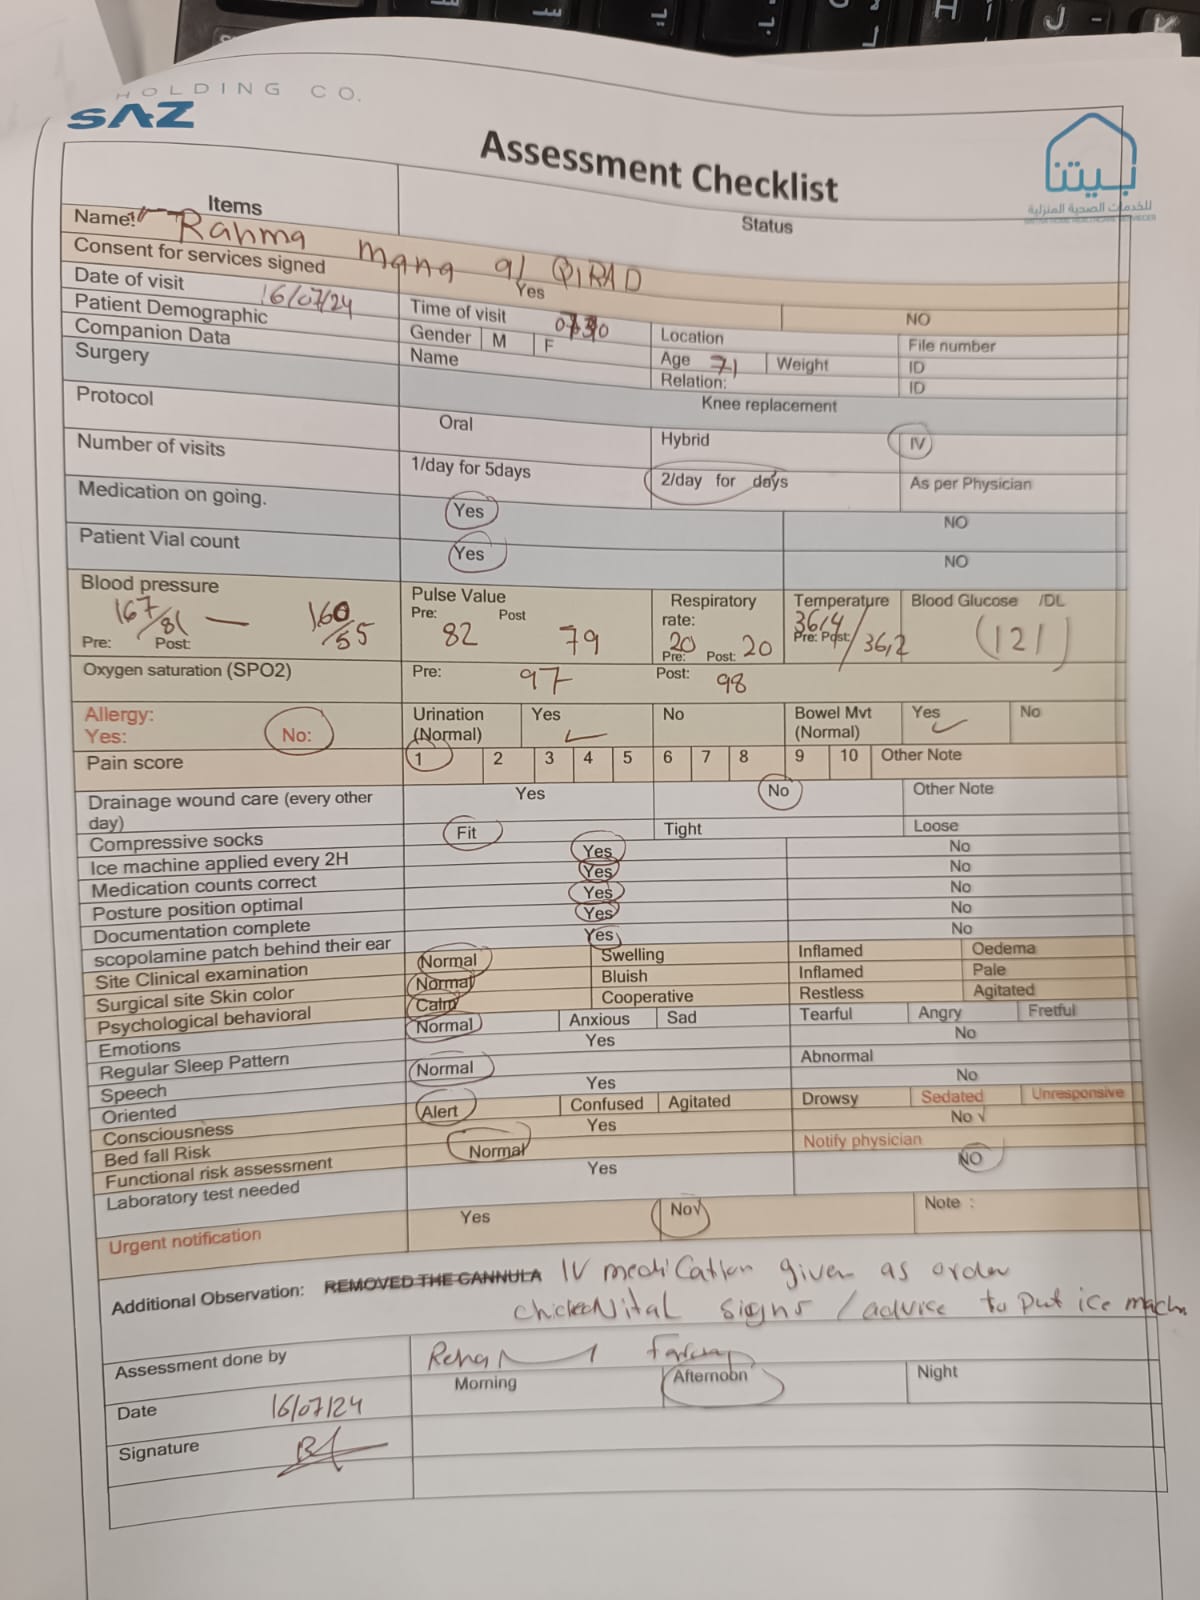 HOLDING CO.
SAZ
بيتنا
للخدمات الصحية المنزلية
Assessment Checklist
Items Status
Name: Rahma mana al QIRAD
Consent for services signed Yes NO
Date of visit 16/07/24 Time of visit Location File number
Patient Demographic Gender M F Age 71 Weight ID
Companion Data Name Relation: ID
Surgery Knee replacement
Protocol Oral Hybrid IV
Number of visits 1/day for 5days 2/day for days As per Physician
Medication on going. Yes NO
Patient Vial count Yes NO
Blood pressure Pulse Value Respiratory rate: Temperature Blood Glucose /DL
167/81 — 160/55 82 79 20 20 36,4/36,2 (121)
Pre: Post: Pre: Post Pre: Post: Pre: Post:
Oxygen saturation (SPO2) Pre: 97 Post: 98
Allergy: Urination (Normal) Yes No Bowel Mvt (Normal) Yes No
Yes: No:
Pain score 1 2 3 4 5 6 7 8 9 10 Other Note
Drainage wound care (every other day) Yes No Other Note
Compressive socks Fit Tight Loose
Ice machine applied every 2H Yes No
Medication counts correct Yes No
Posture position optimal Yes No
Documentation complete Yes No
scopolamine patch behind their ear Yes No
Site Clinical examination Normal Swelling Inflamed Oedema
Surgical site Skin color Normal Bluish Inflamed Pale
Psychological behavioral Calm Cooperative Restless Agitated
Emotions Normal Anxious Sad Tearful Angry Fretful
Regular Sleep Pattern Yes No
Speech Normal Abnormal
Oriented Yes No
Consciousness Alert Confused Agitated Drowsy Sedated Unresponsive
Bed fall Risk Yes No √
Functional risk assessment Normal Notify physician
Laboratory test needed Yes NO
Urgent notification Yes No√ Note :
Additional Observation: REMOVED THE CANNULA IV medication given as order
Vital signs / advice to put ice mach
Assessment done by
Morning Afternoon Night
Date 16/07/24
Signature